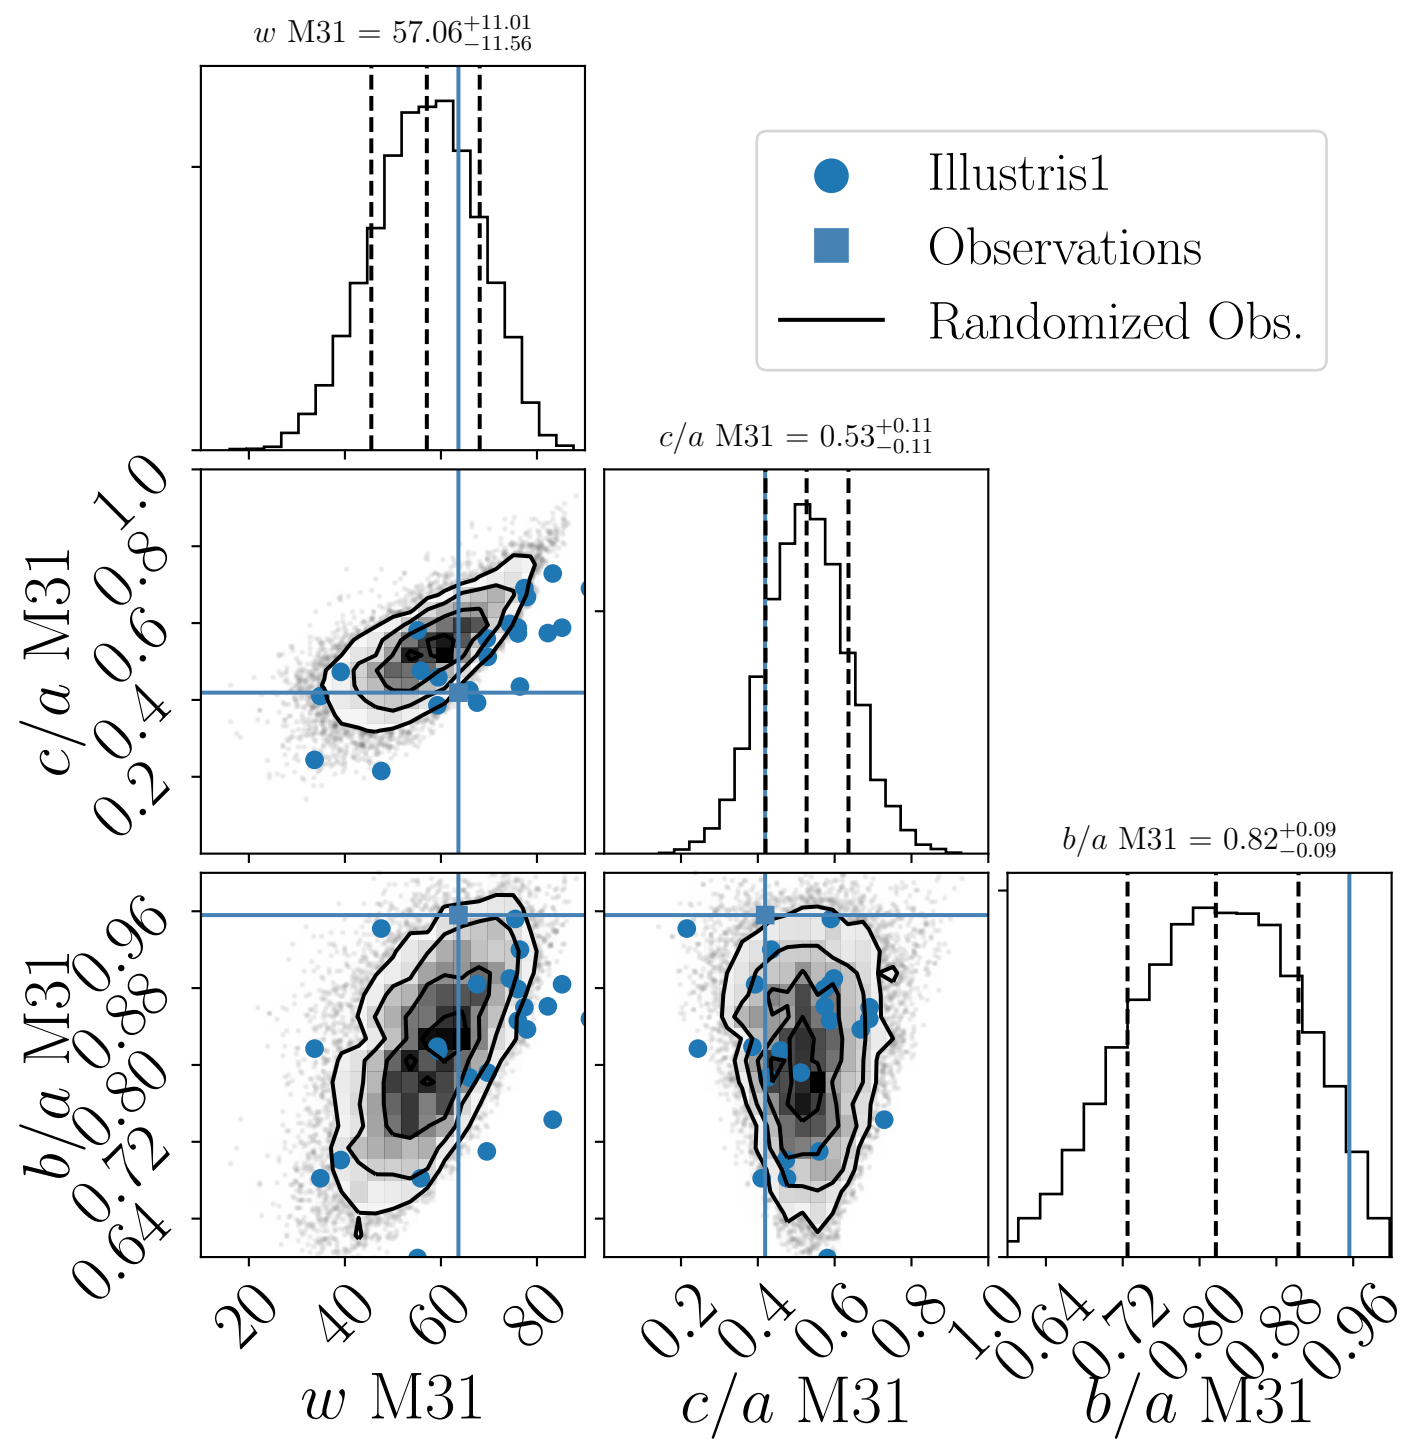 w M31 = 57.06+11.01 −11.56
Illustris1
Observations
Randomized Obs.
c/a M31 = 0.53+0.11 −0.11
1.0
0.8
0.6
0.4
0.2
c/a M31
b/a M31 = 0.82+0.09 −0.09
0.96
0.88
0.80
0.72
0.64
b/a M31
20 40 60 80
0.2 0.4 0.6 0.8 1.0
0.64 0.72 0.80 0.88 0.96
w M31
c/a M31
b/a M31